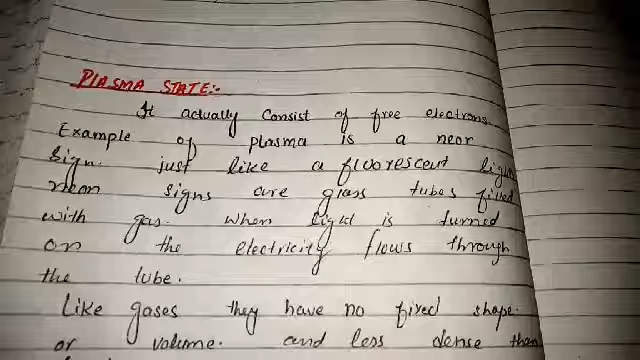 PLASMA STATE:-
It actually consist of free electrons.
Example of plasma is a neor
sign. just like a fluorescent light
neon signs are glass tubes filled
with gas. when light is turned
on the electricity flows through
the tube.
Like gases they have no fixed shape.
or volume. and less dense than